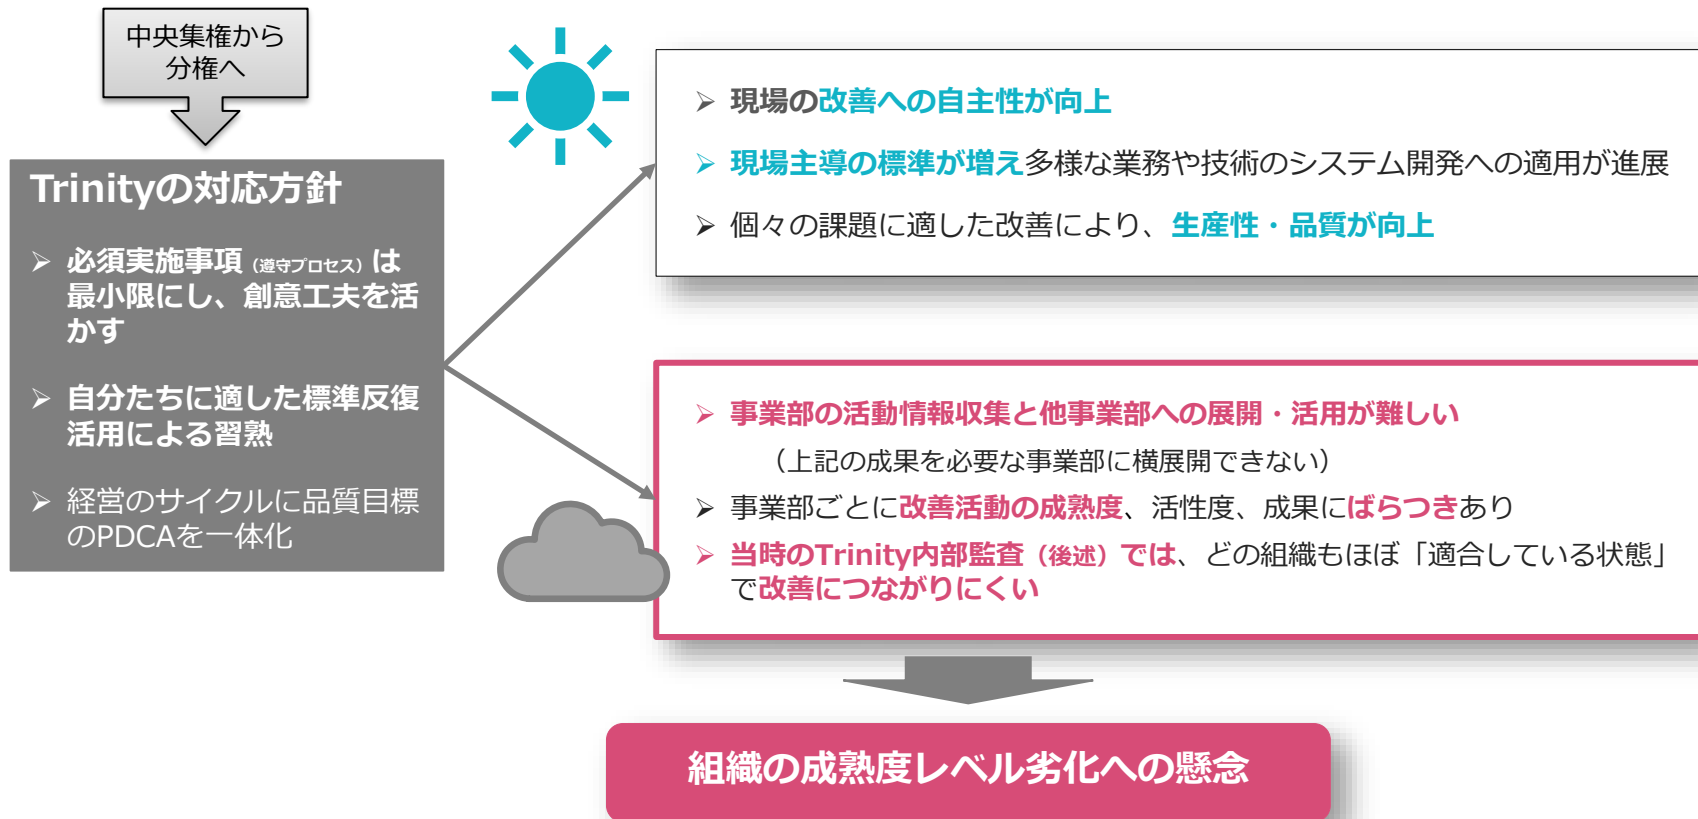 中央集権から
分権へ
Trinityの対応方針
➢ 必須実施事項（遵守プロセス）は
最小限にし、創意工夫を活
かす
➢ 自分たちに適した標準反復
活用による習熟
➢ 経営のサイクルに品質目標
のPDCAを一体化
➢ 現場の改善への自主性が向上
➢ 現場主導の標準が増え多様な業務や技術のシステム開発への適用が進展
➢ 個々の課題に適した改善により、生産性・品質が向上
➢ 事業部の活動情報収集と他事業部への展開・活用が難しい
（上記の成果を必要な事業部に横展開できない）
➢ 事業部ごとに改善活動の成熟度、活性度、成果にばらつきあり
➢ 当時のTrinity内部監査（後述）では、どの組織もほぼ「適合している状態」
で改善につながりにくい
組織の成熟度レベル劣化への懸念